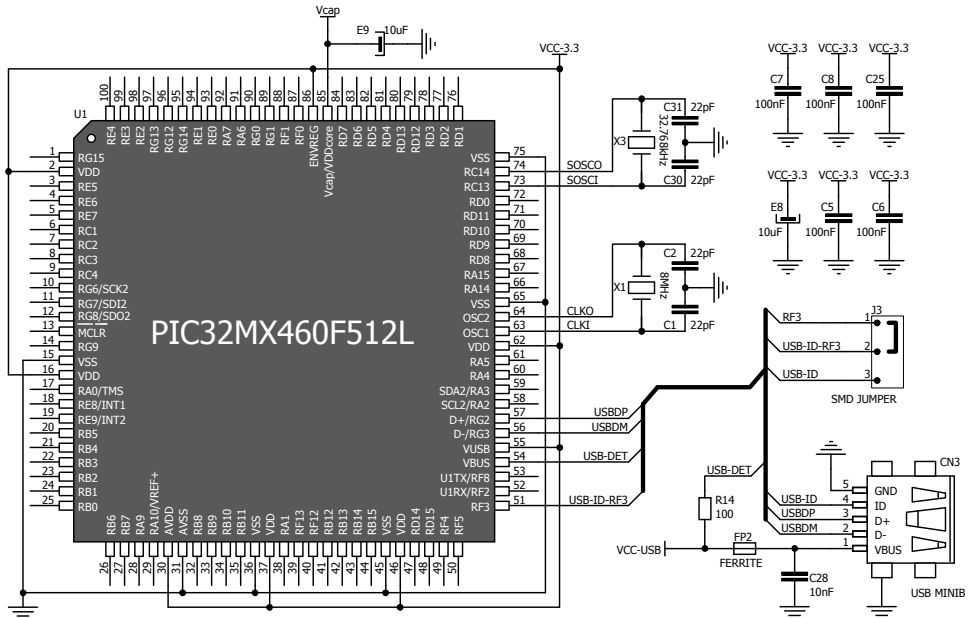 Vcap
E9
10uF
VCC-3.3
U1
100
99
98
97
96
95
94
93
92
91
90
89
88
87
86
85
84
83
82
81
80
79
78
77
76
RE4
RE3
RE2
RG13
RG12
RG14
RE1
RE0
RA7
RA6
RG0
RG1
RF1
RF0
ENVREG
Vcap/VDDcore
RD7
RD6
RD5
RD4
RD13
RD12
RD3
RD2
RD1
1 RG15
2 VDD
3 RE5
4 RE6
5 RE7
6 RC1
7 RC2
8 RC3
9 RC4
10 RG6/SCK2
11 RG7/SDI2
12 RG8/SDO2
13 MCLR
14 RG9
15 VSS
16 VDD
17 RA0/TMS
18 RE8/INT1
19 RE9/INT2
20 RB5
21 RB4
22 RB3
23 RB2
24 RB1
25 RB0
PIC32MX460F512L
VSS 75
RC14 74
RC13 73
RD0 72
RD11 71
RD10 70
RD9 69
RD8 68
RA15 67
RA14 66
VSS 65
OSC2 64
OSC1 63
VDD 62
RA5 61
RA4 60
SDA2/RA3 59
SCL2/RA2 58
D+/RG2 57
D-/RG3 56
VUSB 55
VBUS 54
U1TX/RF8 53
U1RX/RF2 52
RF3 51
RB6
RB7
RA9
RA10/VREF+
AVDD
AVSS
RB8
RB9
RB10
RB11
VSS
VDD
RA1
RF13
RF12
RB12
RB13
RB14
RB15
VSS
VDD
RD14
RD15
RF4
RF5
26
27
28
29
30
31
32
33
34
35
36
37
38
39
40
41
42
43
44
45
46
47
48
49
50
SOSCO
SOSCI
X3
32.768kHz
C31 22pF
C30 22pF
CLKO
CLKI
X1
8MHz
C2 22pF
C1 22pF
USBDP
USBDM
USB-DET
USB-ID-RF3
VCC-3.3 VCC-3.3 VCC-3.3
C7 C8 C25
100nF 100nF 100nF
VCC-3.3 VCC-3.3 VCC-3.3
E8 C5 C6
10uF 100nF 100nF
J3
RF3 1
USB-ID-RF3 2
USB-ID 3
SMD JUMPER
USB-DET
R14
100
VCC-USB
FP2
FERRITE
C28
10nF
CN3
5 GND
USB-ID 4 ID
USBDP 3 D+
USBDM 2 D-
1 VBUS
USB MINIB